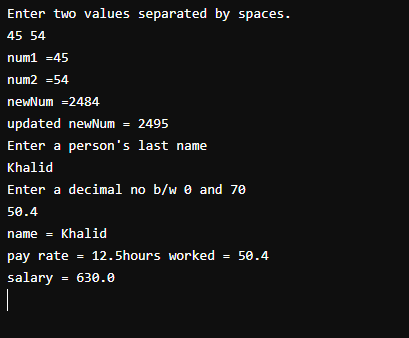 Enter two values separated by spaces.
45 54
num1 =45
num2 =54
newNum =2484
updated newNum = 2495
Enter a person's last name
Khalid
Enter a decimal no b/w 0 and 70
50.4
name = Khalid
pay rate = 12.5hours worked = 50.4
salary = 630.0